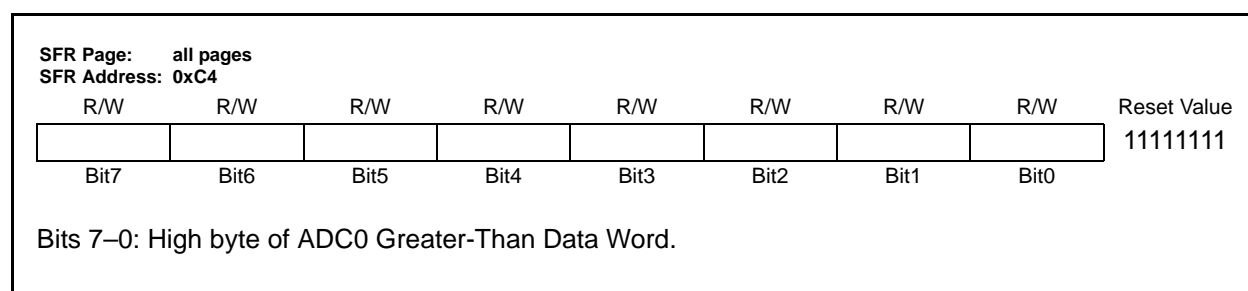 SFR Page: all pages
SFR Address: 0xC4
R/W R/W R/W R/W R/W R/W R/W R/W Reset Value
11111111
Bit7 Bit6 Bit5 Bit4 Bit3 Bit2 Bit1 Bit0
Bits 7–0: High byte of ADC0 Greater-Than Data Word.